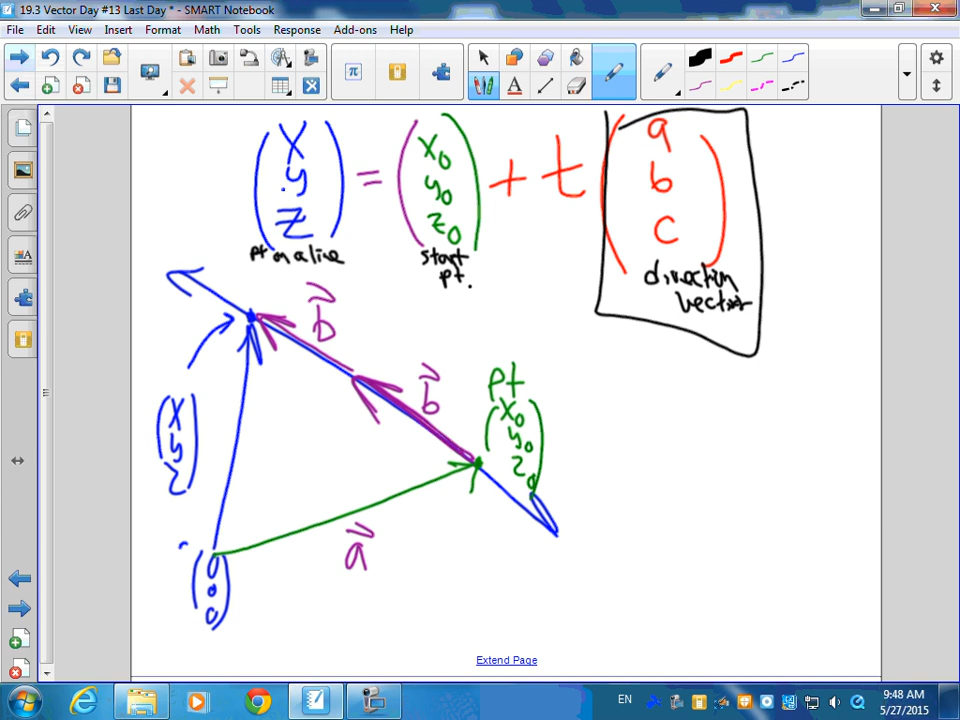 19.3 Vector Day #13 Last Day * - SMART Notebook
File Edit View Insert Format Math Tools Response Add-ons Help
x = x0 + t a
y y0 b
z z0 c
pt on a line start pt. direction vector
b
b
pt
x0
y0
z0
x
y
z
a
0
0
0
Extend Page
EN
9:48 AM
5/27/2015